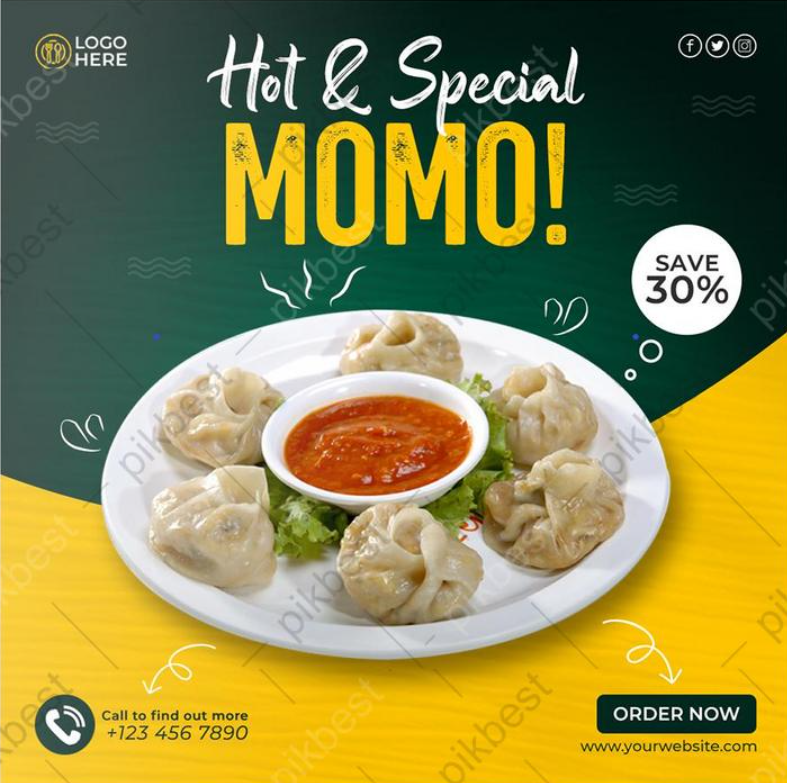 LOGO
HERE
Hot & Special
MOMO!
SAVE
30%
Call to find out more
+123 456 7890
ORDER NOW
www.yourwebsite.com
pikbest